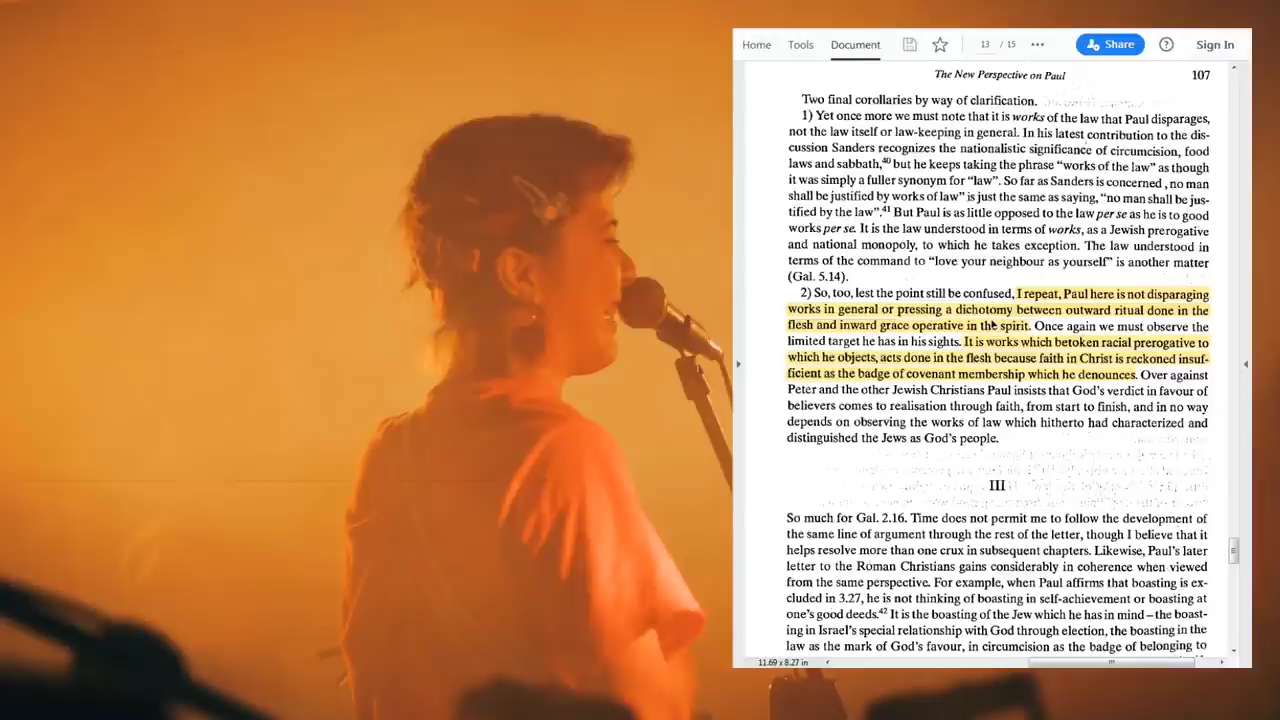 Home Tools Document 13 / 15 ••• Share ? Sign In
The New Perspective on Paul 107
Two final corollaries by way of clarification.
1) Yet once more we must note that it is works of the law that Paul disparages,
not the law itself or law-keeping in general. In his latest contribution to the dis-
cussion Sanders recognizes the nationalistic significance of circumcision, food
laws and sabbath,40 but he keeps taking the phrase “works of the law” as though
it was simply a fuller synonym for “law”. So far as Sanders is concerned , no man
shall be justified by works of law” is just the same as saying, “no man shall be jus-
tified by the law”.41 But Paul is as little opposed to the law per se as he is to good
works per se. It is the law understood in terms of works, as a Jewish prerogative
and national monopoly, to which he takes exception. The law understood in
terms of the command to “love your neighbour as yourself” is another matter
(Gal. 5.14).
2) So, too, lest the point still be confused, I repeat, Paul here is not disparaging
works in general or pressing a dichotomy between outward ritual done in the
flesh and inward grace operative in the spirit. Once again we must observe the
limited target he has in his sights. It is works which betoken racial prerogative to
which he objects, acts done in the flesh because faith in Christ is reckoned insuf-
ficient as the badge of covenant membership which he denounces. Over against
Peter and the other Jewish Christians Paul insists that God’s verdict in favour of
believers comes to realisation through faith, from start to finish, and in no way
depends on observing the works of law which hitherto had characterized and
distinguished the Jews as God’s people.
III
So much for Gal. 2.16. Time does not permit me to follow the development of
the same line of argument through the rest of the letter, though I believe that it
helps resolve more than one crux in subsequent chapters. Likewise, Paul’s later
letter to the Roman Christians gains considerably in coherence when viewed
from the same perspective. For example, when Paul affirms that boasting is ex-
cluded in 3.27, he is not thinking of boasting in self-achievement or boasting at
one’s good deeds.42 It is the boasting of the Jew which he has in mind – the boast-
ing in Israel’s special relationship with God through election, the boasting in the
law as the mark of God’s favour, in circumcision as the badge of belonging to
11.69 x 8.27 in